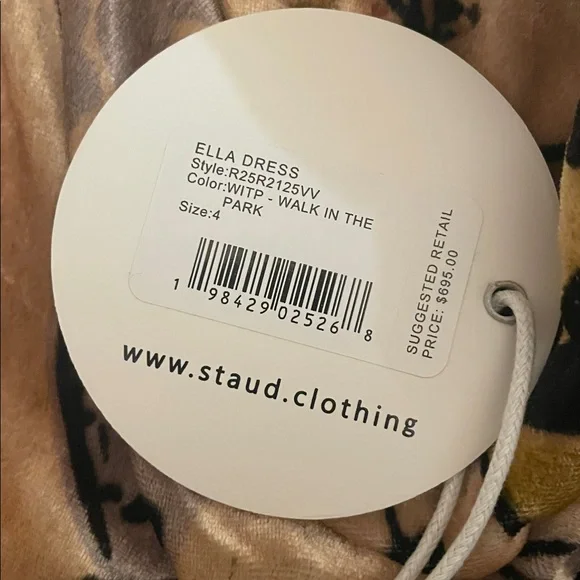 ELLA DRESS
Style:R25R2125VV
Color:WITP - WALK IN THE
PARK
Size:4
1 98429 02526 8
SUGGESTED RETAIL
PRICE: $695.00
www.staud.clothing